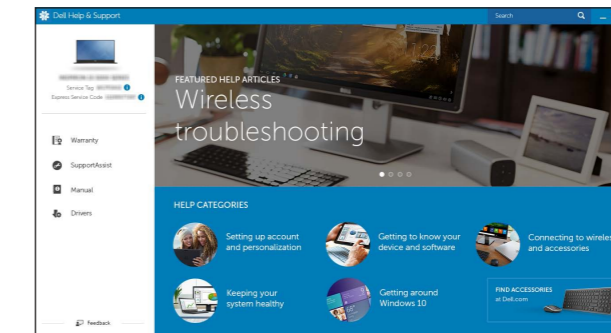 Dell Help & Support
Search
Service Tag:
Express Service Code:
Warranty
SupportAssist
Manual
Drivers
Feedback
FEATURED HELP ARTICLES
Wireless
troubleshooting
HELP CATEGORIES
Setting up account
and personalization
Getting to know your
device and software
Connecting to wireles
and accessories
Keeping your
system healthy
Getting around
Windows 10
FIND ACCESSORIES
at Dell.com